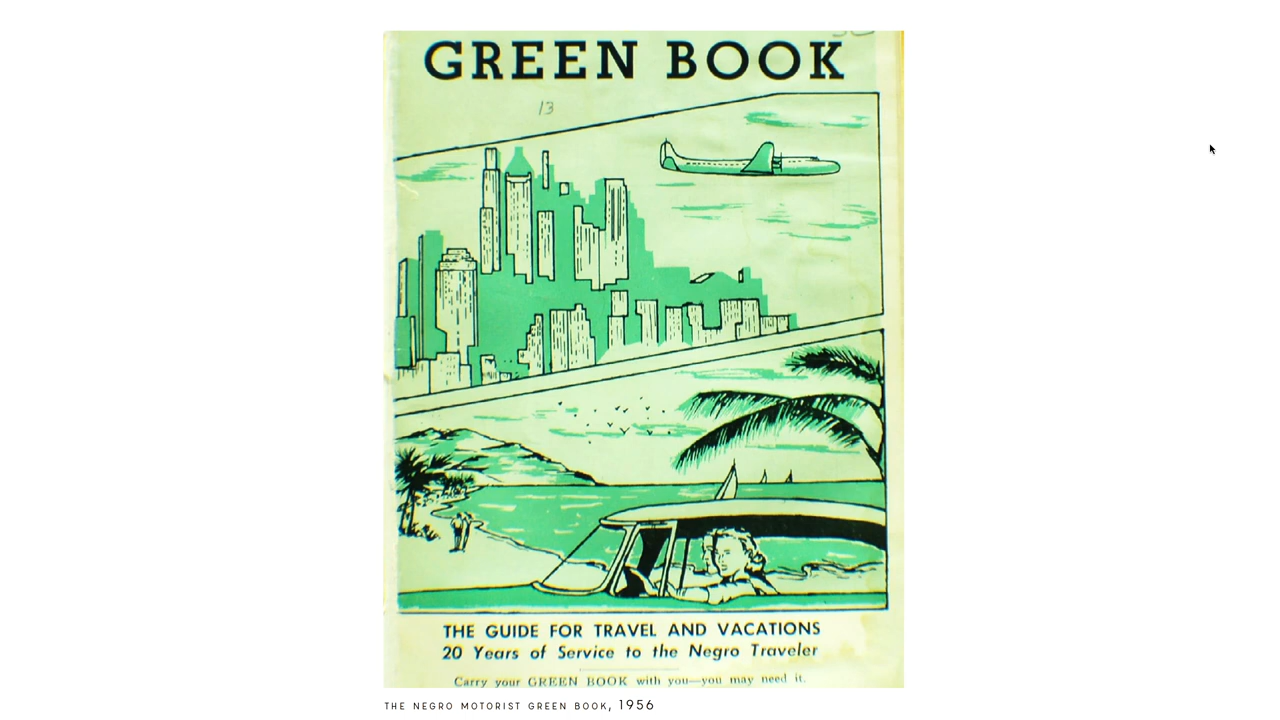 GREEN BOOK
13
THE GUIDE FOR TRAVEL AND VACATIONS
20 Years of Service to the Negro Traveler
Carry your GREEN BOOK with you—you may need it.
THE NEGRO MOTORIST GREEN BOOK, 1956